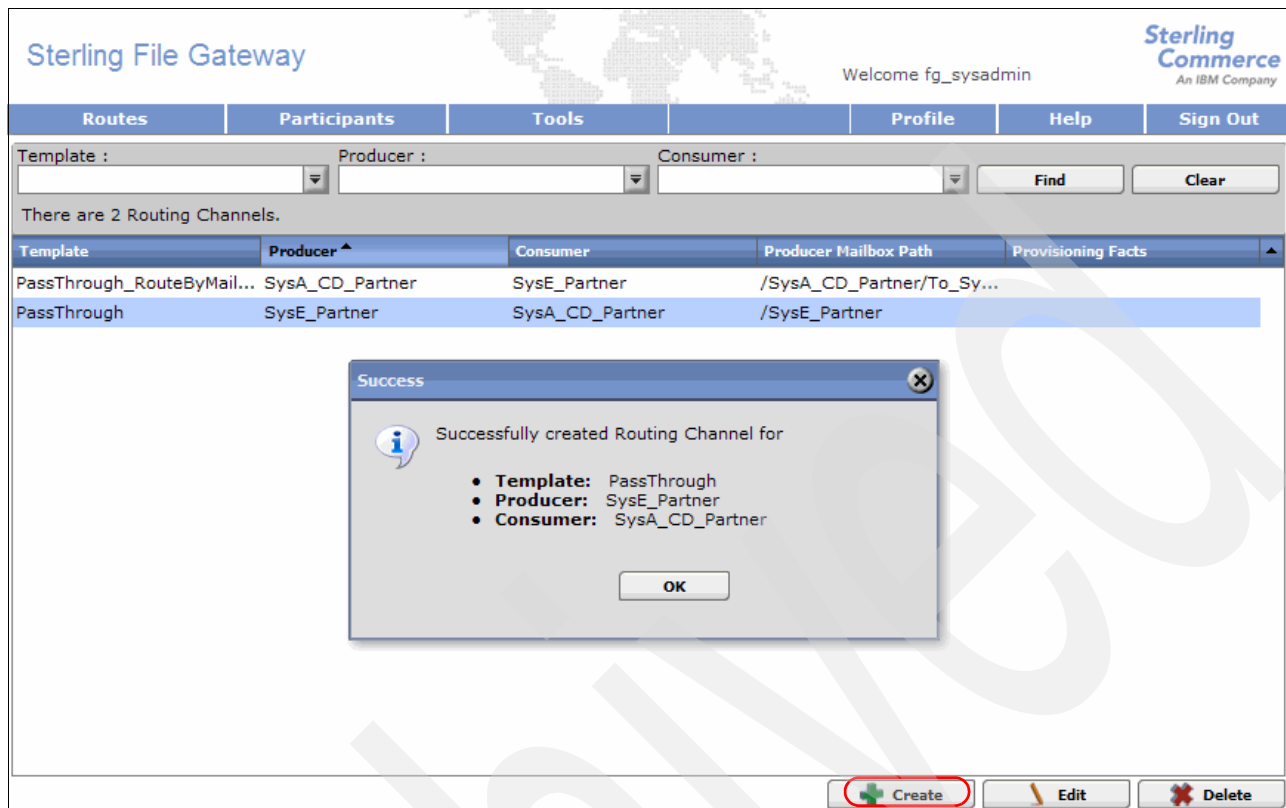 Sterling File Gateway
Welcome fg_sysadmin
Sterling
Commerce
An IBM Company
Routes Participants Tools Profile Help Sign Out
Template : Producer : Consumer :
Find Clear
There are 2 Routing Channels.
Template Producer Consumer Producer Mailbox Path Provisioning Facts
PassThrough_RouteByMail... SysA_CD_Partner SysE_Partner /SysA_CD_Partner/To_Sy...
PassThrough SysE_Partner SysA_CD_Partner /SysE_Partner
Success
Successfully created Routing Channel for
• Template: PassThrough
• Producer: SysE_Partner
• Consumer: SysA_CD_Partner
OK
Create Edit Delete